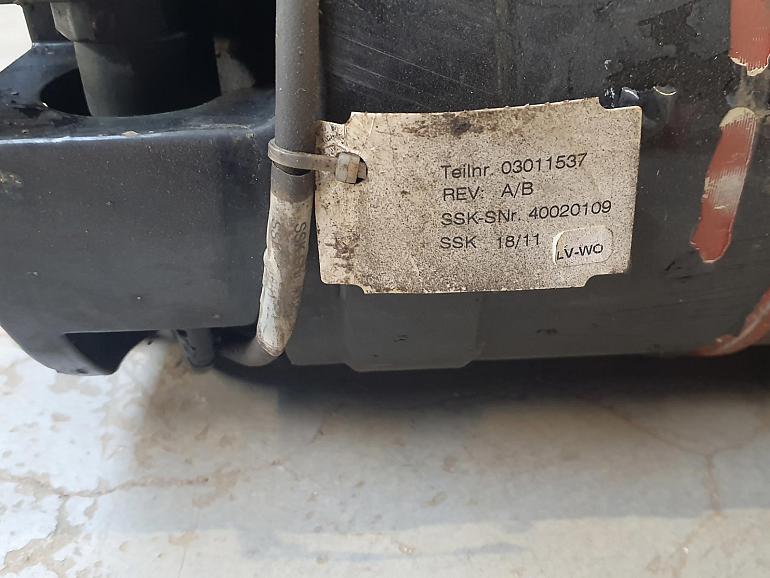 Teilnr. 03011537
REV: A/B
SSK-SNr. 40020109
SSK 18/11
LV-WO